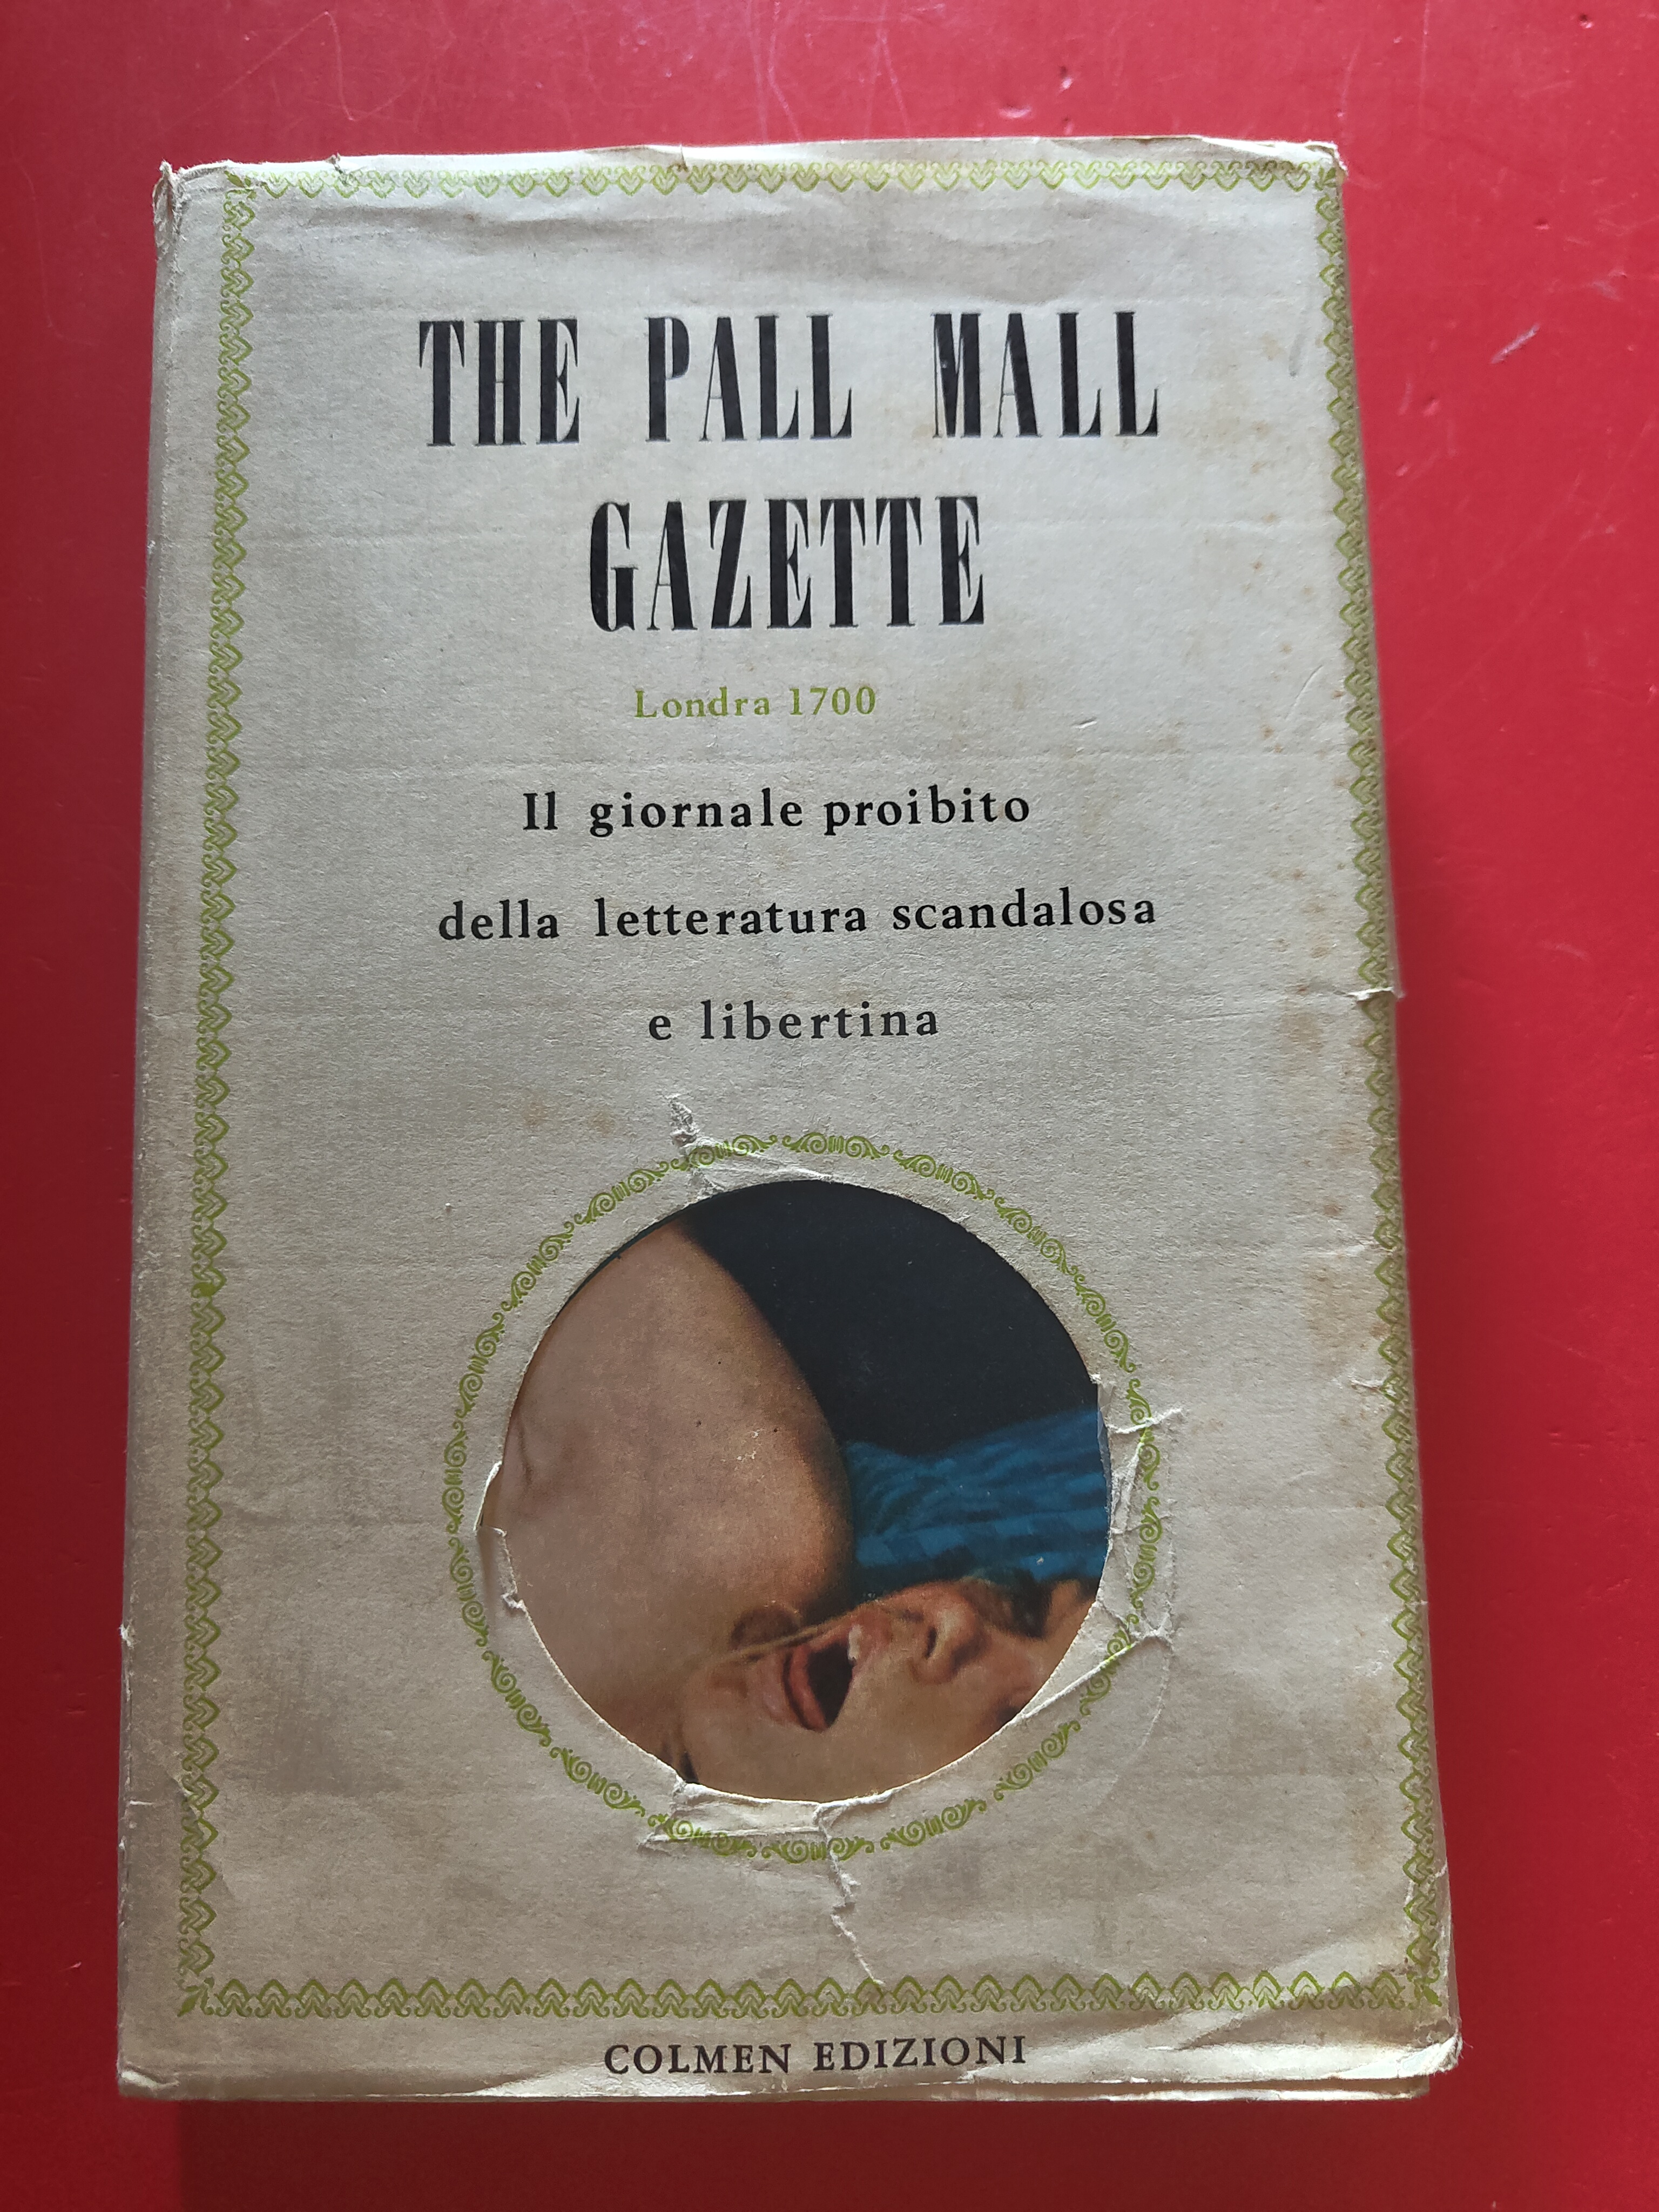 THE PALL MALL
GAZETTE
Londra 1700
Il giornale proibito
della letteratura scandalosa
e libertina
COLMEN EDIZIONI